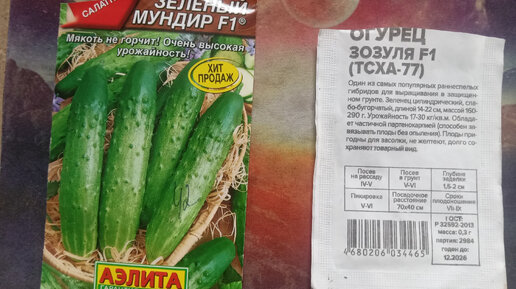 САЛАТ
ЗЕЛЕНЫЙ
МУНДИР F1®
Мякоть не горчит! Очень высокая
урожайность!
ХИТ
ПРОДАЖ
АЭЛИТА
ОГУРЕЦ
ЗОЗУЛЯ F1
(ТСХА-77)
Один из самых популярных раннеспелых
гибридов для выращивания в защищен-
ном грунте. Зеленец цилиндрический, сла-
бо-бугорчатый, длиной 14-22 см, массой 150-
290 г. Урожайность 17-30 кг/кв.м. Облада-
ет частичной партенокарпией (способен за-
вязывать плоды без опыления). Плоды при-
годны для засолки, не желтеют, долго со-
храняют товарный вид.
Посев на рассаду IV-V
Посев в грунт V-VI
Глубина заделки 1,5-2 см
Пикировка V-VI
Посадочное расстояние 70х40 см
Сроки плодоношения VII-IX
ГОСТ:
Р 32592-2013
масса: 0,3 г
партия: 2984
годен до:
12.2026
4680206034465